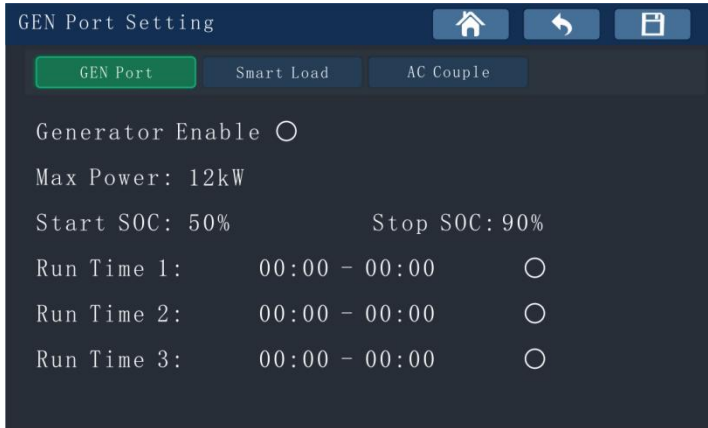 GEN Port Setting
GEN Port Smart Load AC Couple
Generator Enable
Max Power: 12kW
Start SOC: 50% Stop SOC: 90%
Run Time 1: 00:00 - 00:00
Run Time 2: 00:00 - 00:00
Run Time 3: 00:00 - 00:00